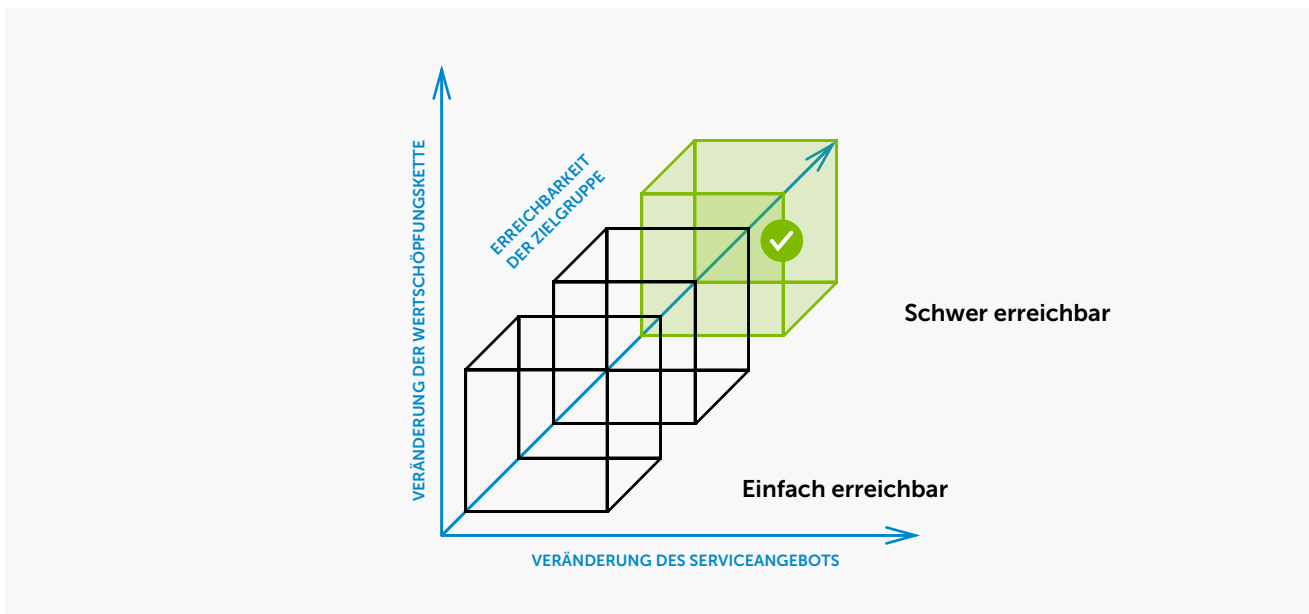 VERÄNDERUNG DER WERTSCHÖPFUNGSKETTE
ERREICHBARKEIT
DER ZIELGRUPPE
Schwer erreichbar
Einfach erreichbar
VERÄNDERUNG DES SERVICEANGEBOTS